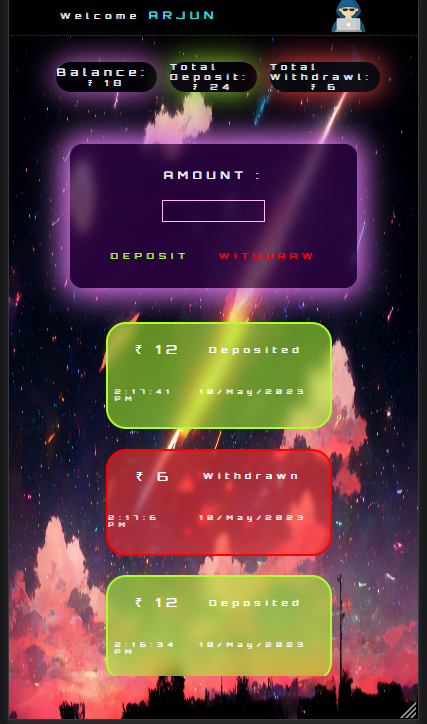 Welcome ARJUN
Balance:
₹ 18
Total
Deposit:
₹ 24
Total
Withdrawl:
₹ 6
AMOUNT :
DEPOSIT WITHDRAW
₹ 12 Deposited
2:17:41
PM
10/May/2023
₹ 6 Withdrawn
2:17:6
PM
10/May/2023
₹ 12 Deposited
2:16:34
PM
10/May/2023